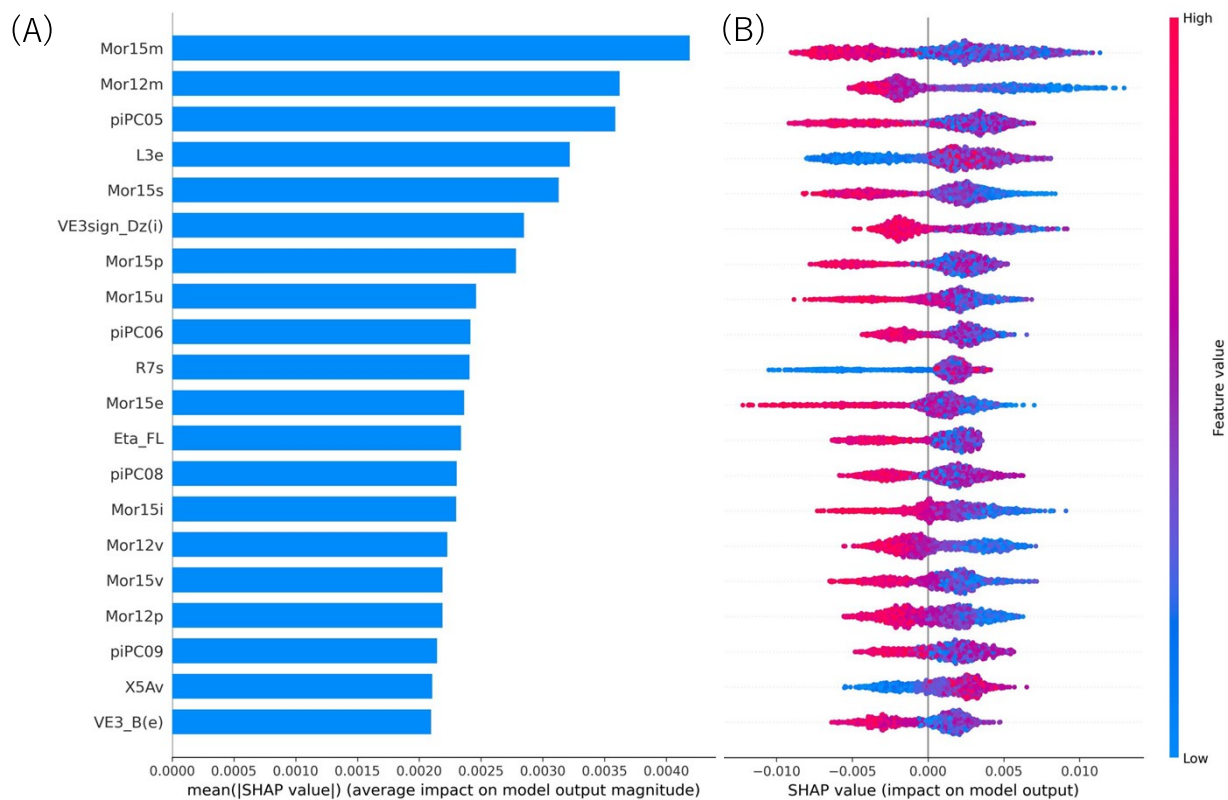 (A)
Mor15m
Mor12m
piPC05
L3e
Mor15s
VE3sign_Dz(i)
Mor15p
Mor15u
piPC06
R7s
Mor15e
Eta_FL
piPC08
Mor15i
Mor12v
Mor15v
Mor12p
piPC09
X5Av
VE3_B(e)
0.0000 0.0005 0.0010 0.0015 0.0020 0.0025 0.0030 0.0035 0.0040
mean(|SHAP value|) (average impact on model output magnitude)
(B)
−0.010 −0.005 0.000 0.005 0.010
SHAP value (impact on model output)
High
Feature value
Low